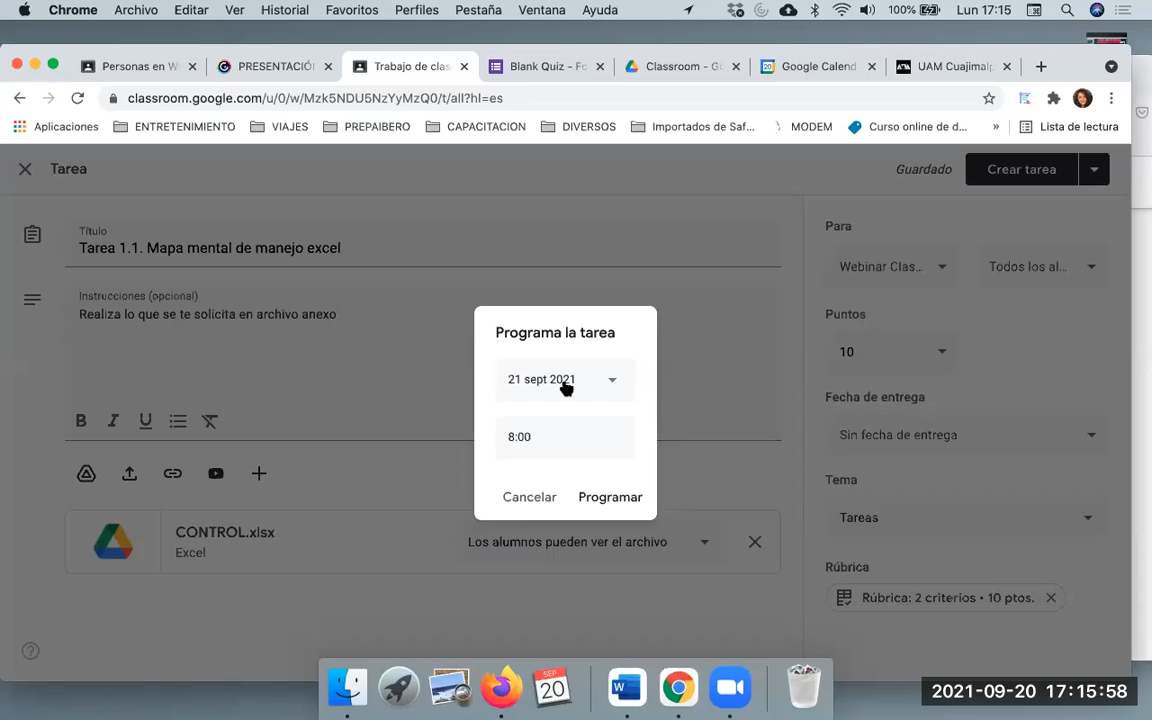 Chrome Archivo Editar Ver Historial Favoritos Perfiles Pestaña Ventana Ayuda 100% Lun 17:15
Personas en W PRESENTACIÓN Trabajo de clas Blank Quiz - Fo Classroom - Go 20 Google Calend UAM Cuajimalp
classroom.google.com/u/0/w/Mzk5NDU5NzYyMzQ0/t/all?hl=es
Aplicaciones ENTRETENIMIENTO VIAJES PREPAIBERO CAPACITACION DIVERSOS Importados de Saf... MODEM Curso online de d... » Lista de lectura
Tarea Guardado Crear tarea
Título
Tarea 1.1. Mapa mental de manejo excel
Instrucciones (opcional)
Realiza lo que se te solicita en archivo anexo
CONTROL.xlsx
Excel
Los alumnos pueden ver el archivo
Programa la tarea
21 sept 2021
8:00
Cancelar Programar
Para
Webinar Clas... Todos los al...
Puntos
10
Fecha de entrega
Sin fecha de entrega
Tema
Tareas
Rúbrica
Rúbrica: 2 criterios • 10 ptos.
SEP
20
2021-09-20 17:15:58